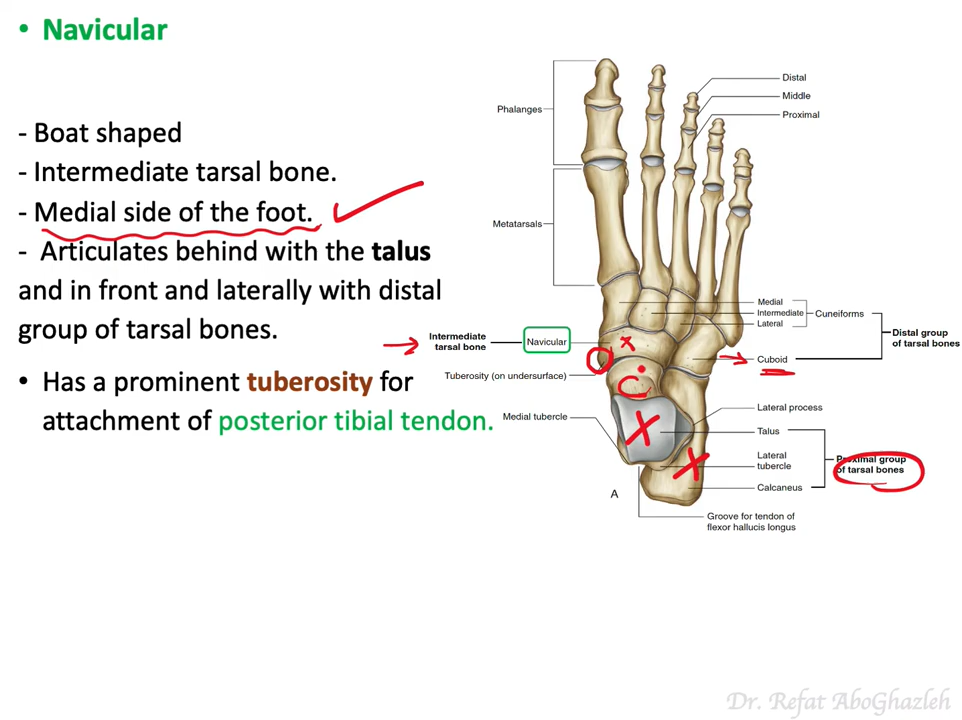 • Navicular
- Boat shaped
- Intermediate tarsal bone.
- Medial side of the foot.
- Articulates behind with the talus
and in front and laterally with distal
group of tarsal bones.
• Has a prominent tuberosity for
attachment of posterior tibial tendon.
Phalanges
Distal
Middle
Proximal
Metatarsals
Medial
Intermediate
Lateral
Cuneiforms
Distal group
of tarsal bones
Intermediate
tarsal bone
Navicular
Cuboid
Tuberosity (on undersurface)
Medial tubercle
Lateral process
Talus
Lateral
tubercle
Proximal group
of tarsal bones
Calcaneus
A
Groove for tendon of
flexor hallucis longus
Dr. Refat AboGhazleh